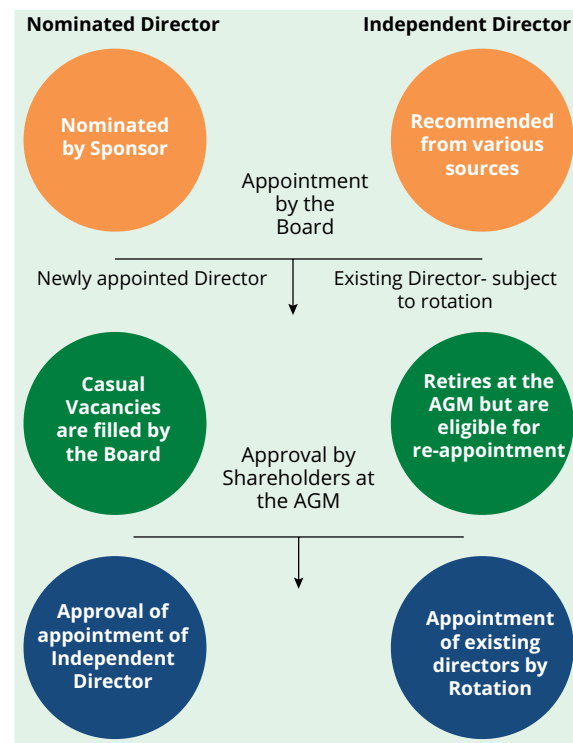 Nominated Director
Independent Director
Nominated
by Sponsor
Recommended
from various
sources
Appointment
by the
Board
Newly appointed Director
Existing Director- subject
to rotation
Casual
Vacancies
are filled by
the Board
Retires at the
AGM but are
eligible for
re-appointment
Approval by
Shareholders at
the AGM
Approval of
appointment of
Independent
Director
Appointment
of existing
directors by
Rotation